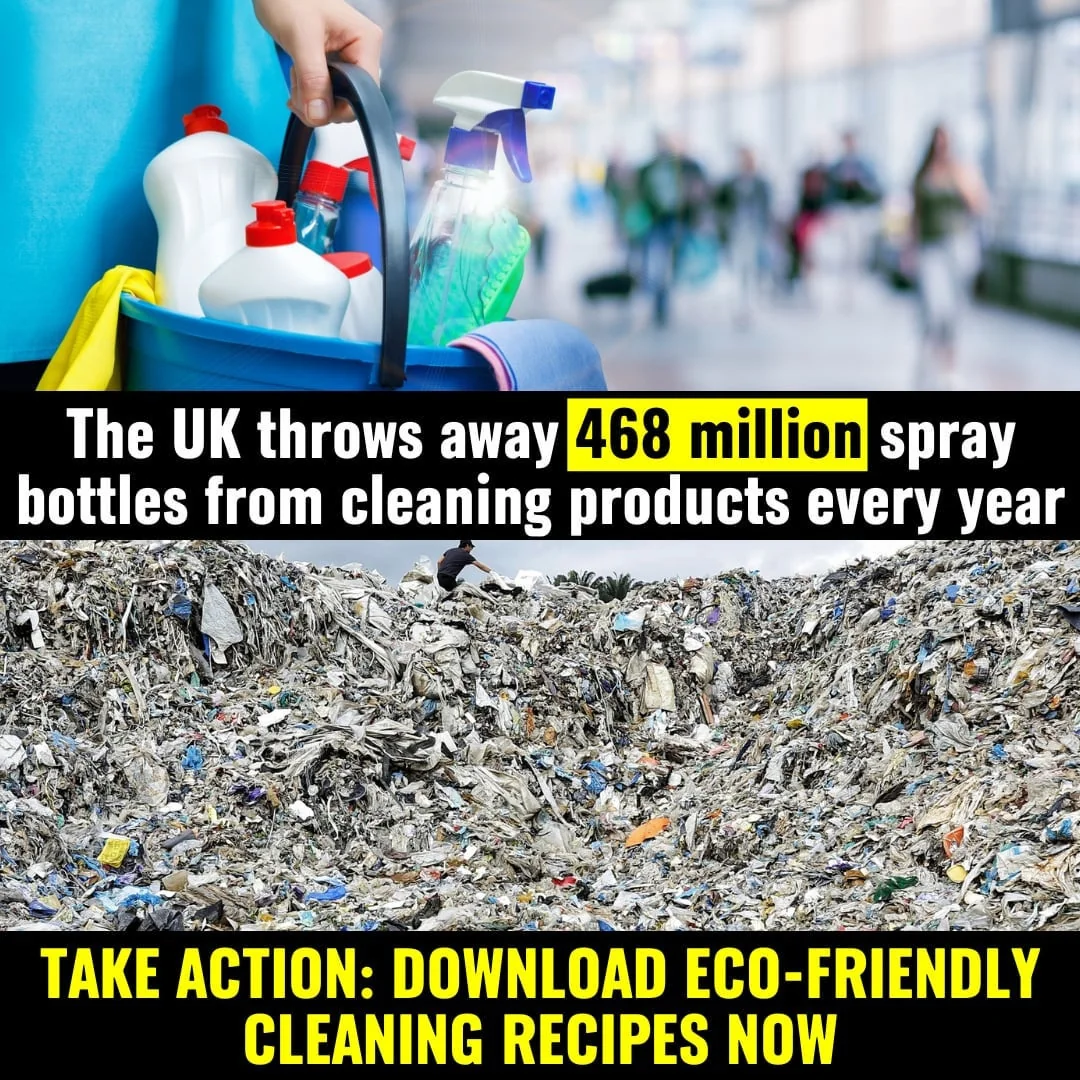 The UK throws away 468 million spray
bottles from cleaning products every year
TAKE ACTION: DOWNLOAD ECO-FRIENDLY
CLEANING RECIPES NOW